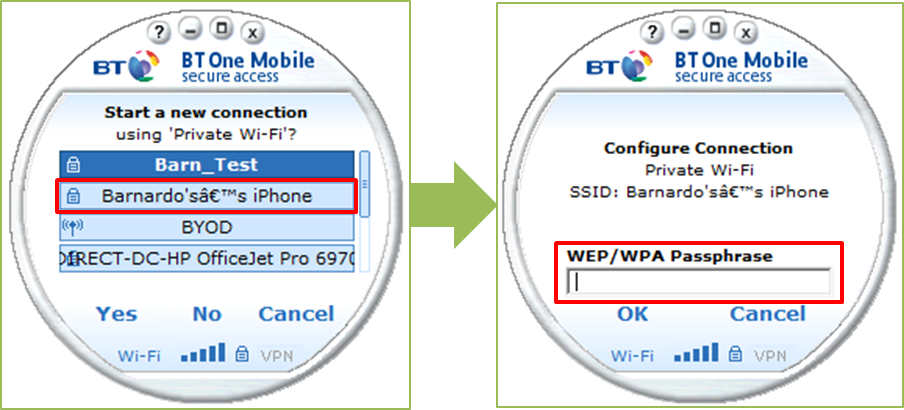 ?
x
BT
BT One Mobile
secure access
Start a new connection
using 'Private Wi-Fi'?
Barn_Test
Barnardo'sâ€™s iPhone
BYOD
DIRECT-DC-HP OfficeJet Pro 6970
Yes No Cancel
Wi-Fi VPN
?
x
BT
BT One Mobile
secure access
Configure Connection
Private Wi-Fi
SSID: Barnardo'sâ€™s iPhone
WEP/WPA Passphrase
OK Cancel
Wi-Fi VPN